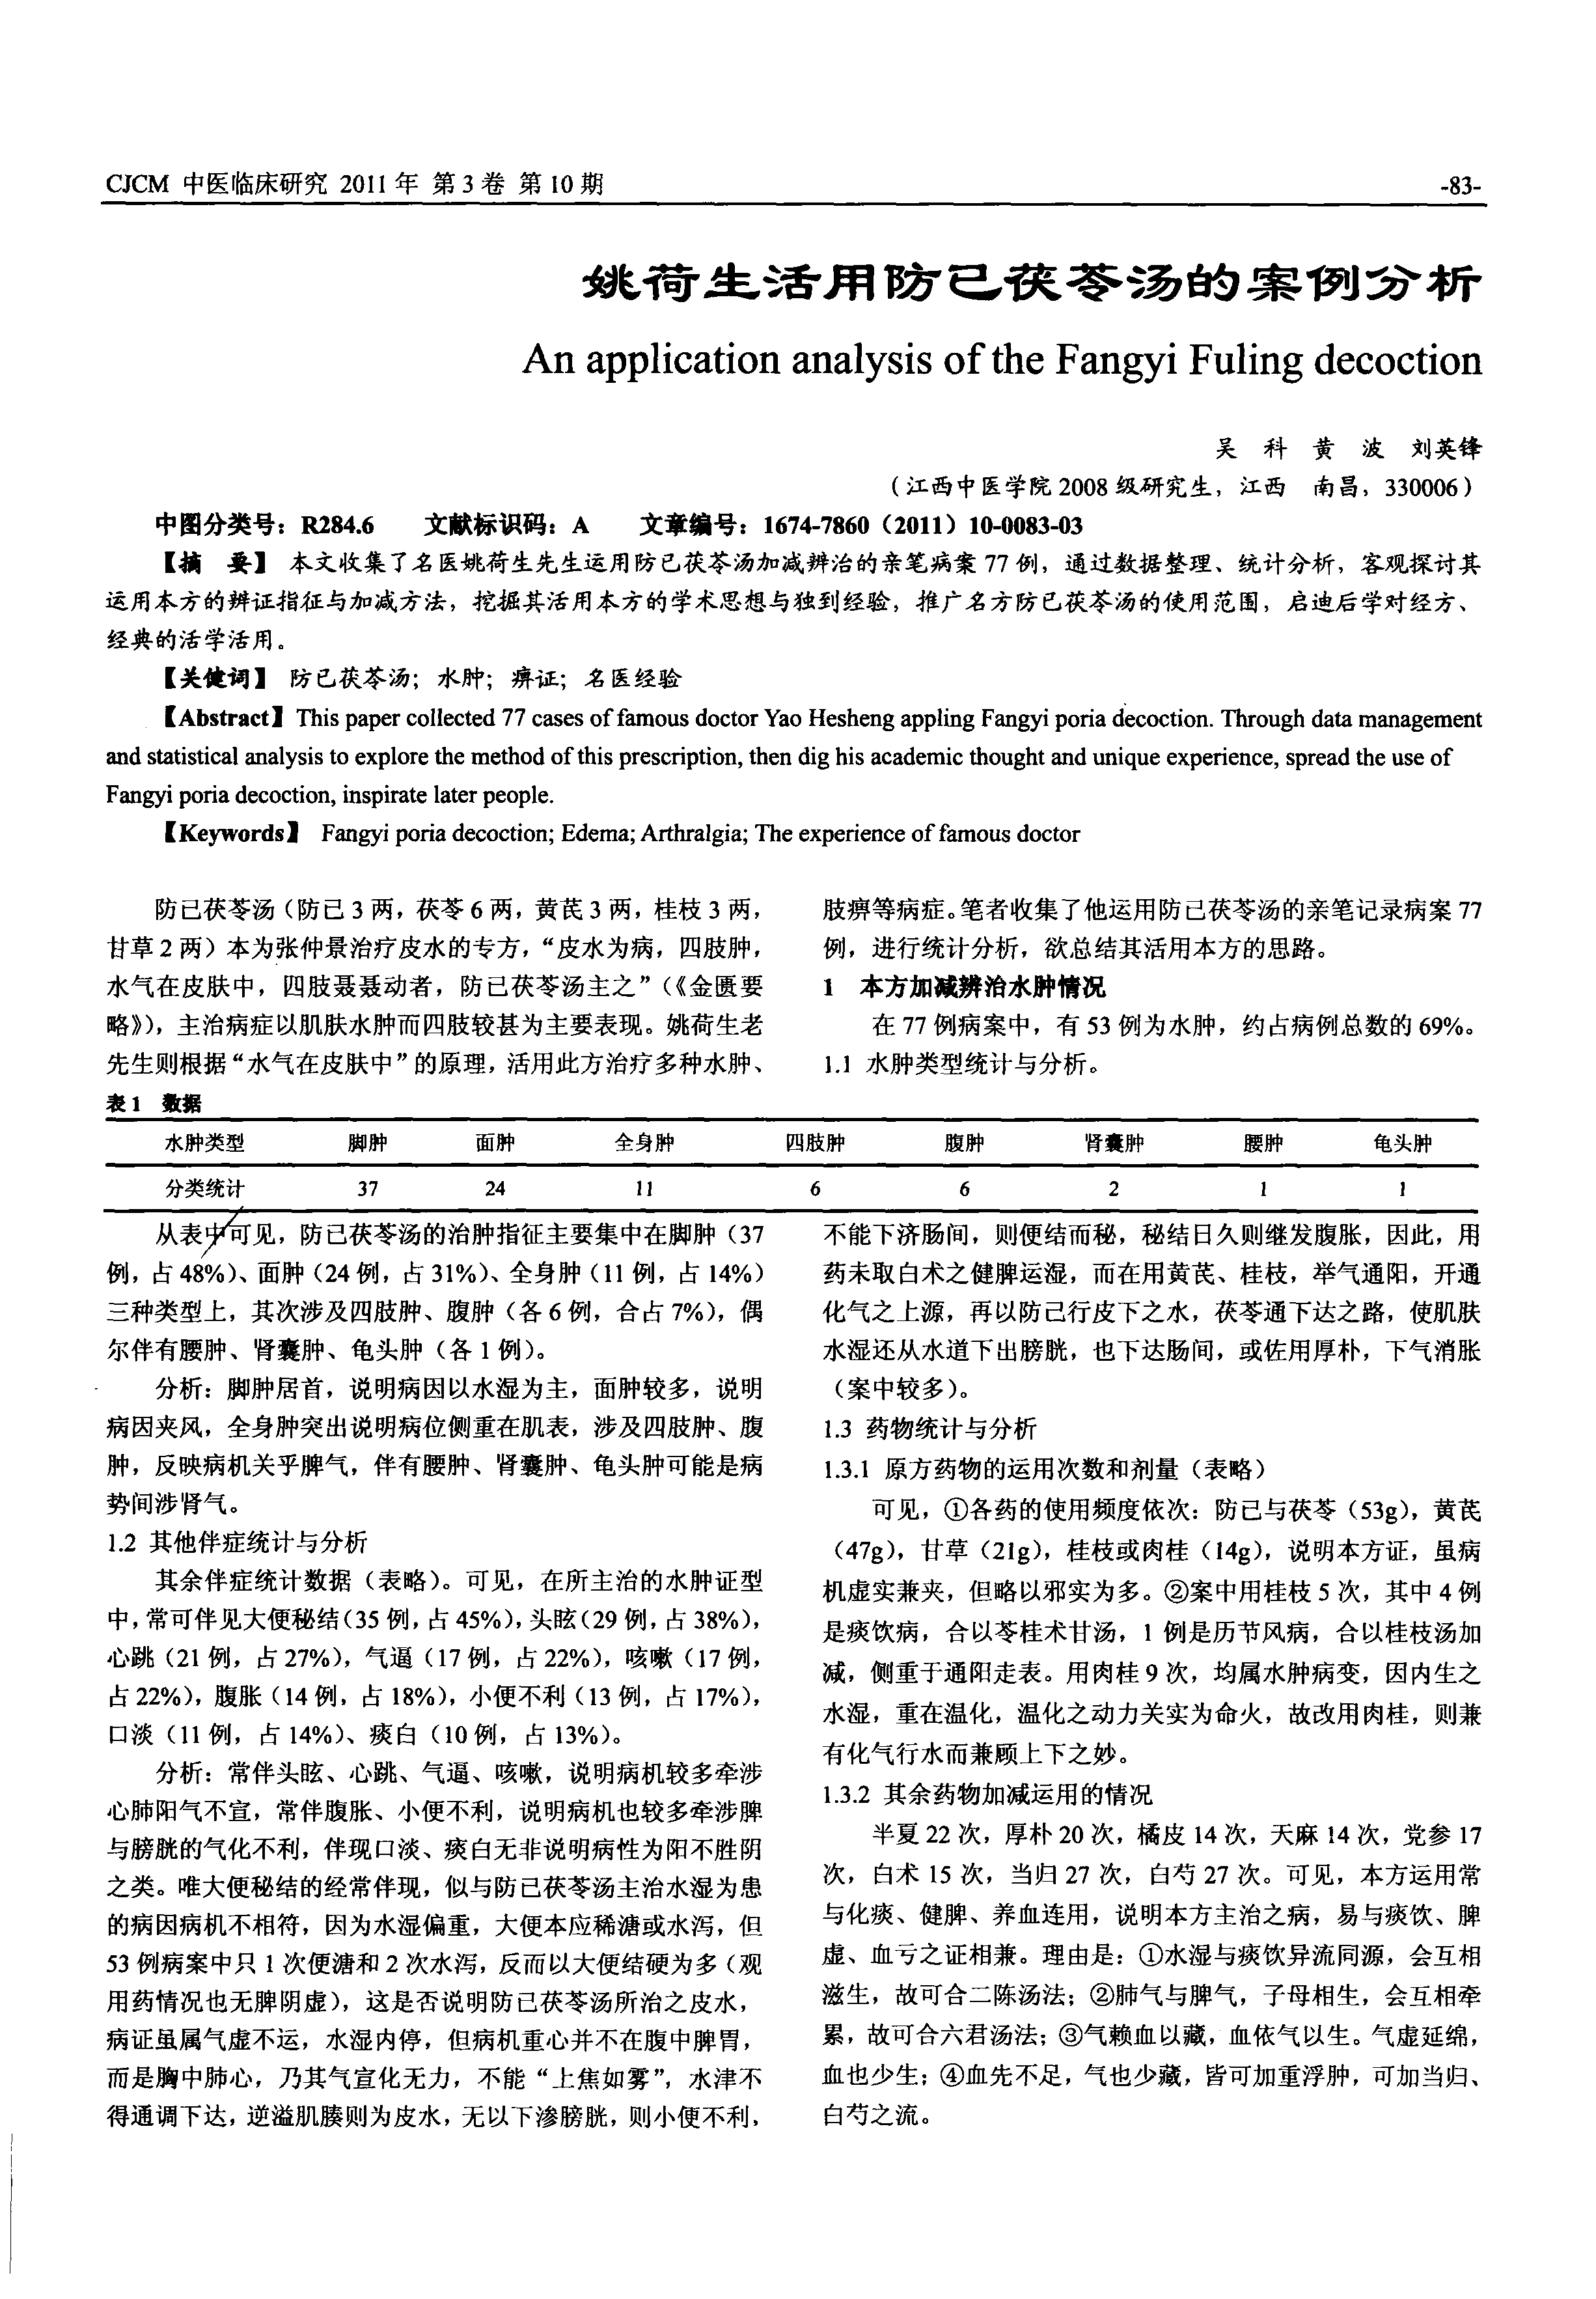 CJCM 中医临床研究 2011年 第3卷 第10期
-83-
姚荷生活用防已茯苓汤的案例分析
An application analysis of the Fangyi Fuling decoction
吴 科 黄 波 刘英锋
（江西中医学院2008级研究生，江西 南昌，330006）
中图分类号：R284.6 文献标识码：A 文章编号：1674-7860（2011）10-0083-03
【摘 要】 本文收集了名医姚荷生先生运用防已茯苓汤加减辨治的亲笔病案77例，通过数据整理、统计分析，客观探讨其
运用本方的辨证指征与加减方法，挖掘其活用本方的学术思想与独到经验，推广名方防已茯苓汤的使用范围，启迪后学对经方、
经典的活学活用。
【关健词】 防已茯苓汤；水肿；痹证；名医经验
【Abstract】This paper collected 77 cases of famous doctor Yao Hesheng appling Fangyi poria decoction. Through data management
and statistical analysis to explore the method of this prescription, then dig his academic thought and unique experience, spread the use of
Fangyi poria decoction, inspirate later people.
【Keywords】 Fangyi poria decoction; Edema; Arthralgia; The experience of famous doctor
防已茯苓汤（防已3两，茯苓6两，黄芪3两，桂枝3两，
甘草2两）本为张仲景治疗皮水的专方，“皮水为病，四肢肿，
水气在皮肤中，四肢聂聂动者，防已茯苓汤主之”（《金匮要
略》），主治病症以肌肤水肿而四肢较甚为主要表现。姚荷生老
先生则根据“水气在皮肤中”的原理，活用此方治疗多种水肿、
肢痹等病症。笔者收集了他运用防已茯苓汤的亲笔记录病案77
例，进行统计分析，欲总结其活用本方的思路。
1 本方加减辨治水肿情况
在77例病案中，有53例为水肿，约占病例总数的69%。
1.1 水肿类型统计与分析。
表1 数据
水肿类型 脚肿 面肿 全身肿 四肢肿 腹肿 肾囊肿 腰肿 龟头肿
分类统计 37 24 11 6 6 2 1 1
从表中可见，防已茯苓汤的治肿指征主要集中在脚肿（37
例，占48%）、面肿（24例，占31%）、全身肿（11例，占14%）
三种类型上，其次涉及四肢肿、腹肿（各6例，合占7%），偶
尔伴有腰肿、肾囊肿、龟头肿（各1例）。
分析：脚肿居首，说明病因以水湿为主，面肿较多，说明
病因夹风，全身肿突出说明病位侧重在肌表，涉及四肢肿、腹
肿，反映病机关乎脾气，伴有腰肿、肾囊肿、龟头肿可能是病
势间涉肾气。
1.2 其他伴症统计与分析
其余伴症统计数据（表略）。可见，在所主治的水肿证型
中，常可伴见大便秘结（35例，占45%），头眩（29例，占38%），
心跳（21例，占27%），气逼（17例，占22%），咳嗽（17例，
占22%），腹胀（14例，占18%），小便不利（13例，占17%），
口淡（11例，占14%）、痰白（10例，占13%）。
分析：常伴头眩、心跳、气逼、咳嗽，说明病机较多牵涉
心肺阳气不宣，常伴腹胀、小便不利，说明病机也较多牵涉脾
与膀胱的气化不利，伴现口淡、痰白无非说明病性为阳不胜阴
之类。唯大便秘结的经常伴现，似与防已茯苓汤主治水湿为患
的病因病机不相符，因为水湿偏重，大便本应稀溏或水泻，但
53例病案中只1次便溏和2次水泻，反而以大便结硬为多（观
用药情况也无脾阴虚），这是否说明防已茯苓汤所治之皮水，
病证虽属气虚不运，水湿内停，但病机重心并不在腹中脾胃，
而是胸中肺心，乃其气宣化无力，不能“上焦如雾”，水津不
得通调下达，逆溢肌腠则为皮水，无以下渗膀胱，则小便不利，
不能下济肠间，则便结而秘，秘结日久则继发腹胀，因此，用
药未取白术之健脾运湿，而在用黄芪、桂枝，举气通阳，开通
化气之上源，再以防已行皮下之水，茯苓通下达之路，使肌肤
水湿还从水道下出膀胱，也下达肠间，或佐用厚朴，下气消胀
（案中较多）。
1.3 药物统计与分析
1.3.1 原方药物的运用次数和剂量（表略）
可见，①各药的使用频度依次：防已与茯苓（53g），黄芪
（47g），甘草（21g），桂枝或肉桂（14g），说明本方证，虽病
机虚实兼夹，但略以邪实为多。②案中用桂枝5次，其中4例
是痰饮病，合以苓桂术甘汤，1例是历节风病，合以桂枝汤加
减，侧重于通阳走表。用肉桂9次，均属水肿病变，因内生之
水湿，重在温化，温化之动力关实为命火，故改用肉桂，则兼
有化气行水而兼顾上下之妙。
1.3.2 其余药物加减运用的情况
半夏22次，厚朴20次，橘皮14次，天麻14次，党参17
次，白术15次，当归27次，白芍27次。可见，本方运用常
与化痰、健脾、养血连用，说明本方主治之病，易与痰饮、脾
虚、血亏之证相兼。理由是：①水湿与痰饮异流同源，会互相
滋生，故可合二陈汤法；②肺气与脾气，子母相生，会互相牵
累，故可合六君汤法；③气赖血以藏，血依气以生。气虚延绵，
血也少生；④血先不足，气也少藏，皆可加重浮肿，可加当归、
白芍之流。